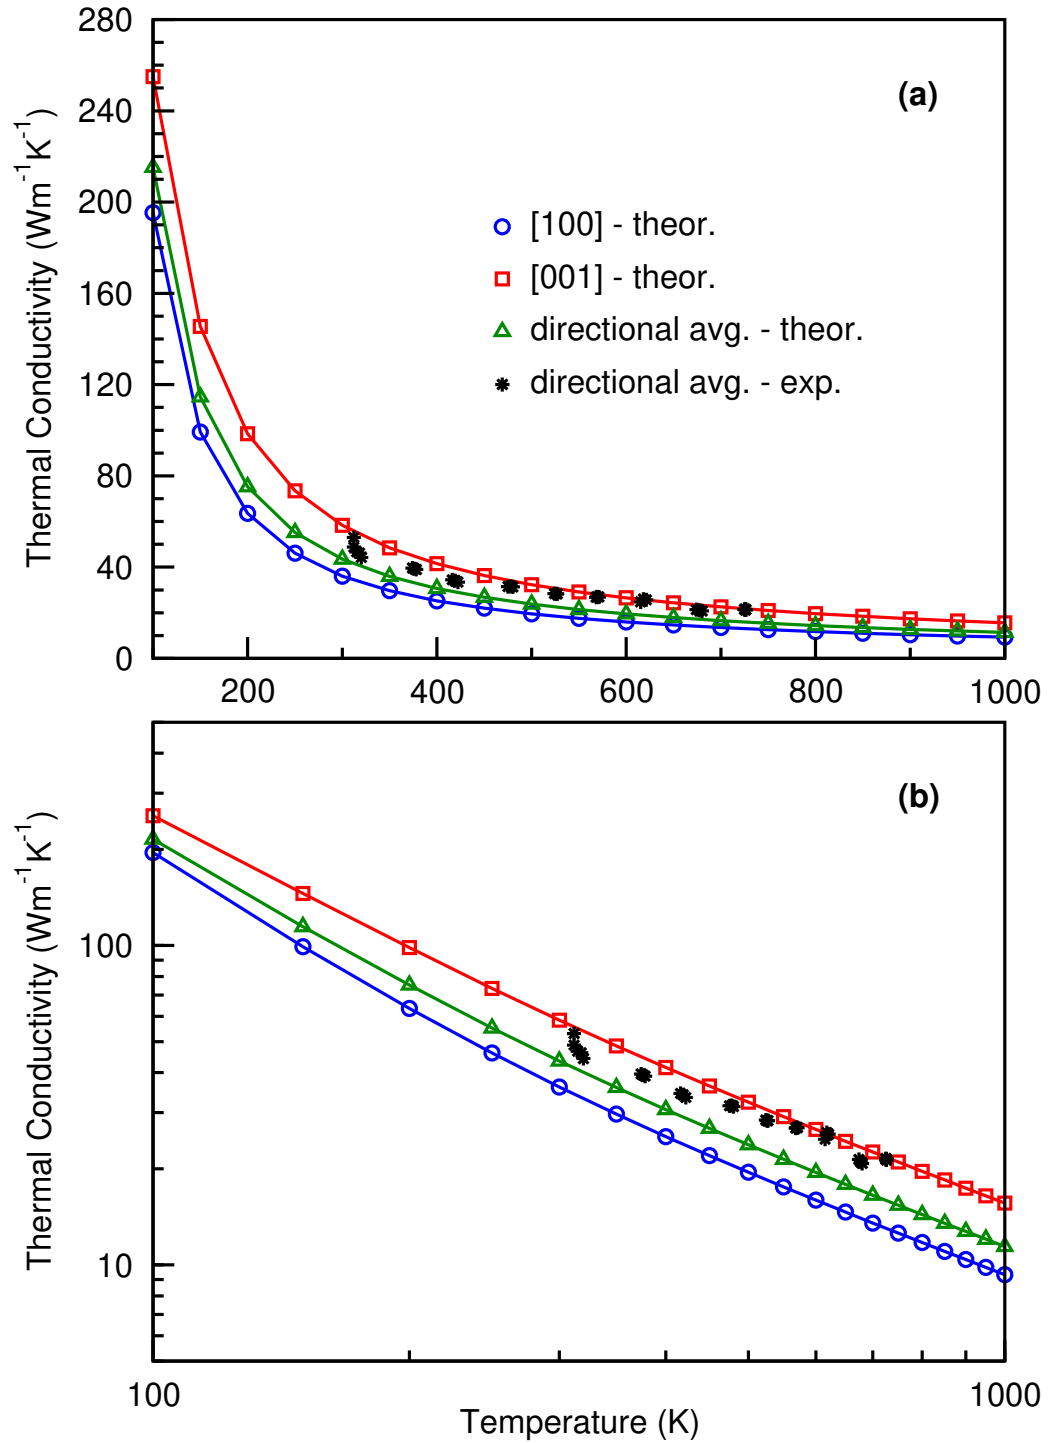 280
240
200
160
120
80
40
0
Thermal Conductivity (Wm⁻¹K⁻¹)
(a)
[100] - theor.
[001] - theor.
directional avg. - theor.
directional avg. - exp.
200 400 600 800 1000
(b)
100
10
Thermal Conductivity (Wm⁻¹K⁻¹)
100 1000
Temperature (K)